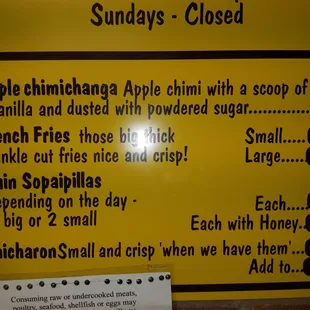 Sundays - Closed
ple chimichanga Apple chimi with a scoop of
anilla and dusted with powdered sugar..............
ench Fries those big thick Small.....
nkle cut fries nice and crisp! Large.....
ain Sopaipillas
epending on the day - Each....
big or 2 small Each with Honey..
icharon Small and crisp 'when we have them'...
Add to...
Consuming raw or undercooked meats,
poultry, seafood, shellfish or eggs may